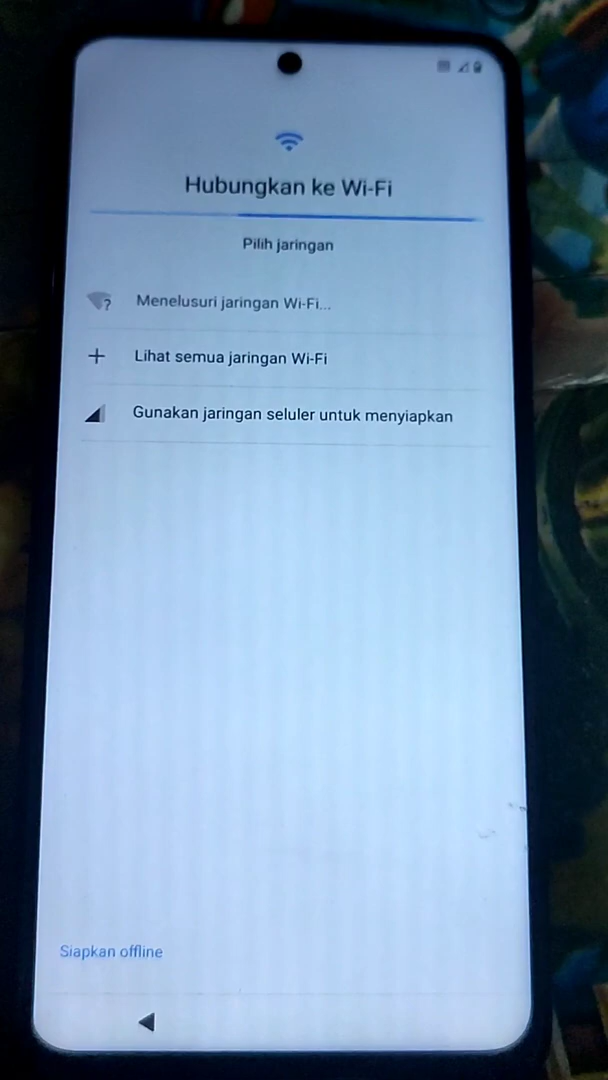 Hubungkan ke Wi-Fi
Pilih jaringan
Menelusuri jaringan Wi-Fi...
Lihat semua jaringan Wi-Fi
Gunakan jaringan seluler untuk menyiapkan
Siapkan offline